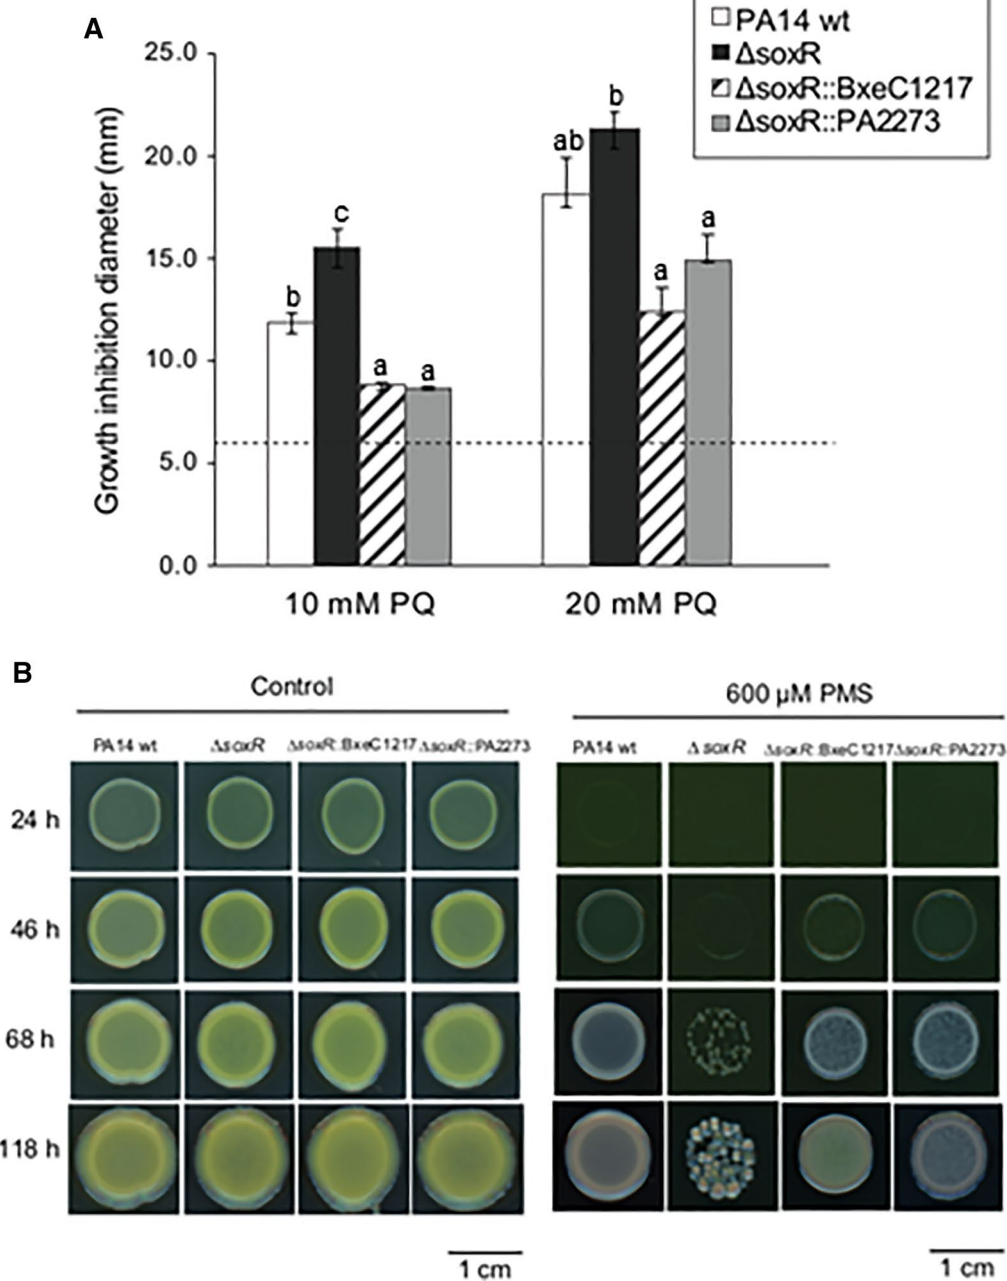 A
PA14 wt
ΔsoxR
ΔsoxR::BxeC1217
ΔsoxR::PA2273
Growth inhibition diameter (mm)
25.0
20.0
15.0
10.0
5.0
0.0
b
c
a
a
ab
b
a
a
10 mM PQ
20 mM PQ
B
Control
600 µM PMS
PA14 wt ΔsoxR ΔsoxR::BxeC1217 ΔsoxR::PA2273
PA14 wt ΔsoxR ΔsoxR::BxeC1217 ΔsoxR::PA2273
24 h
46 h
68 h
118 h
1 cm
1 cm